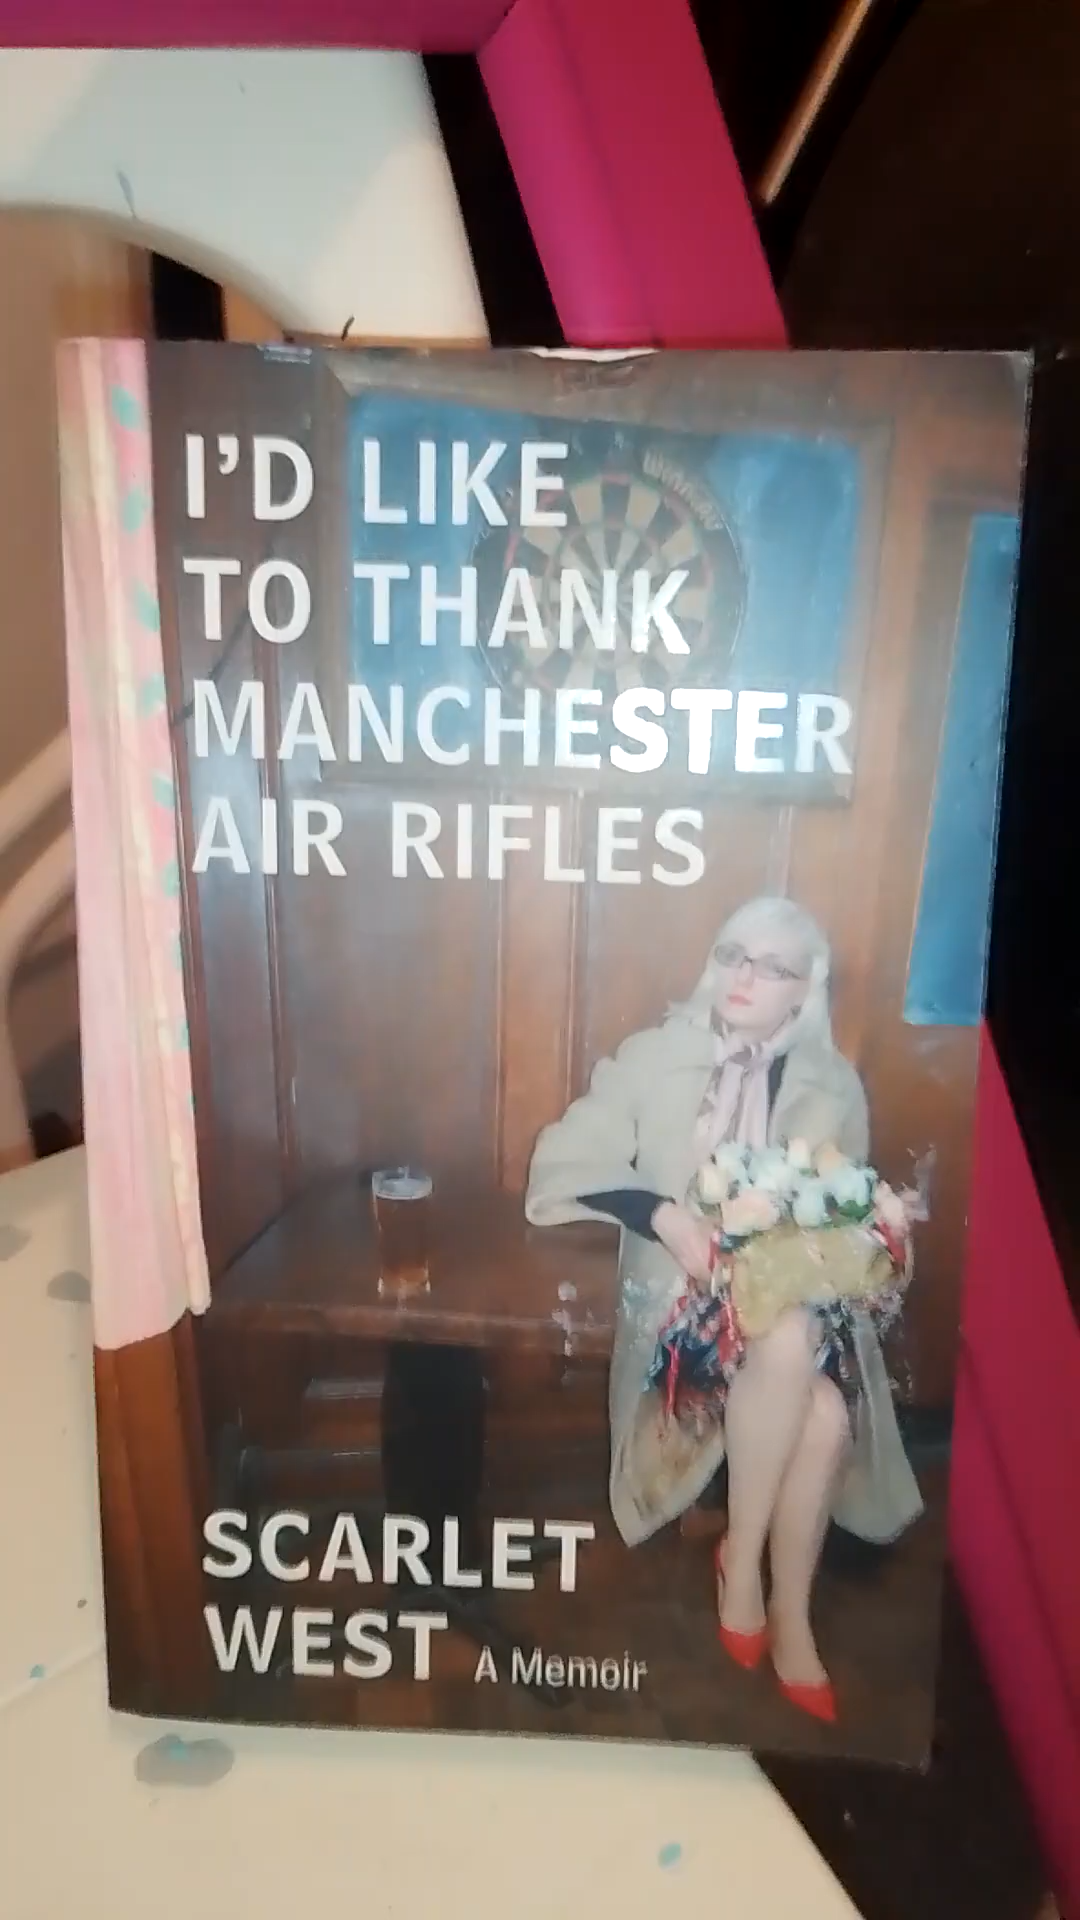 I'D LIKE
TO THANK
MANCHESTER
AIR RIFLES
SCARLET
WEST A Memoir